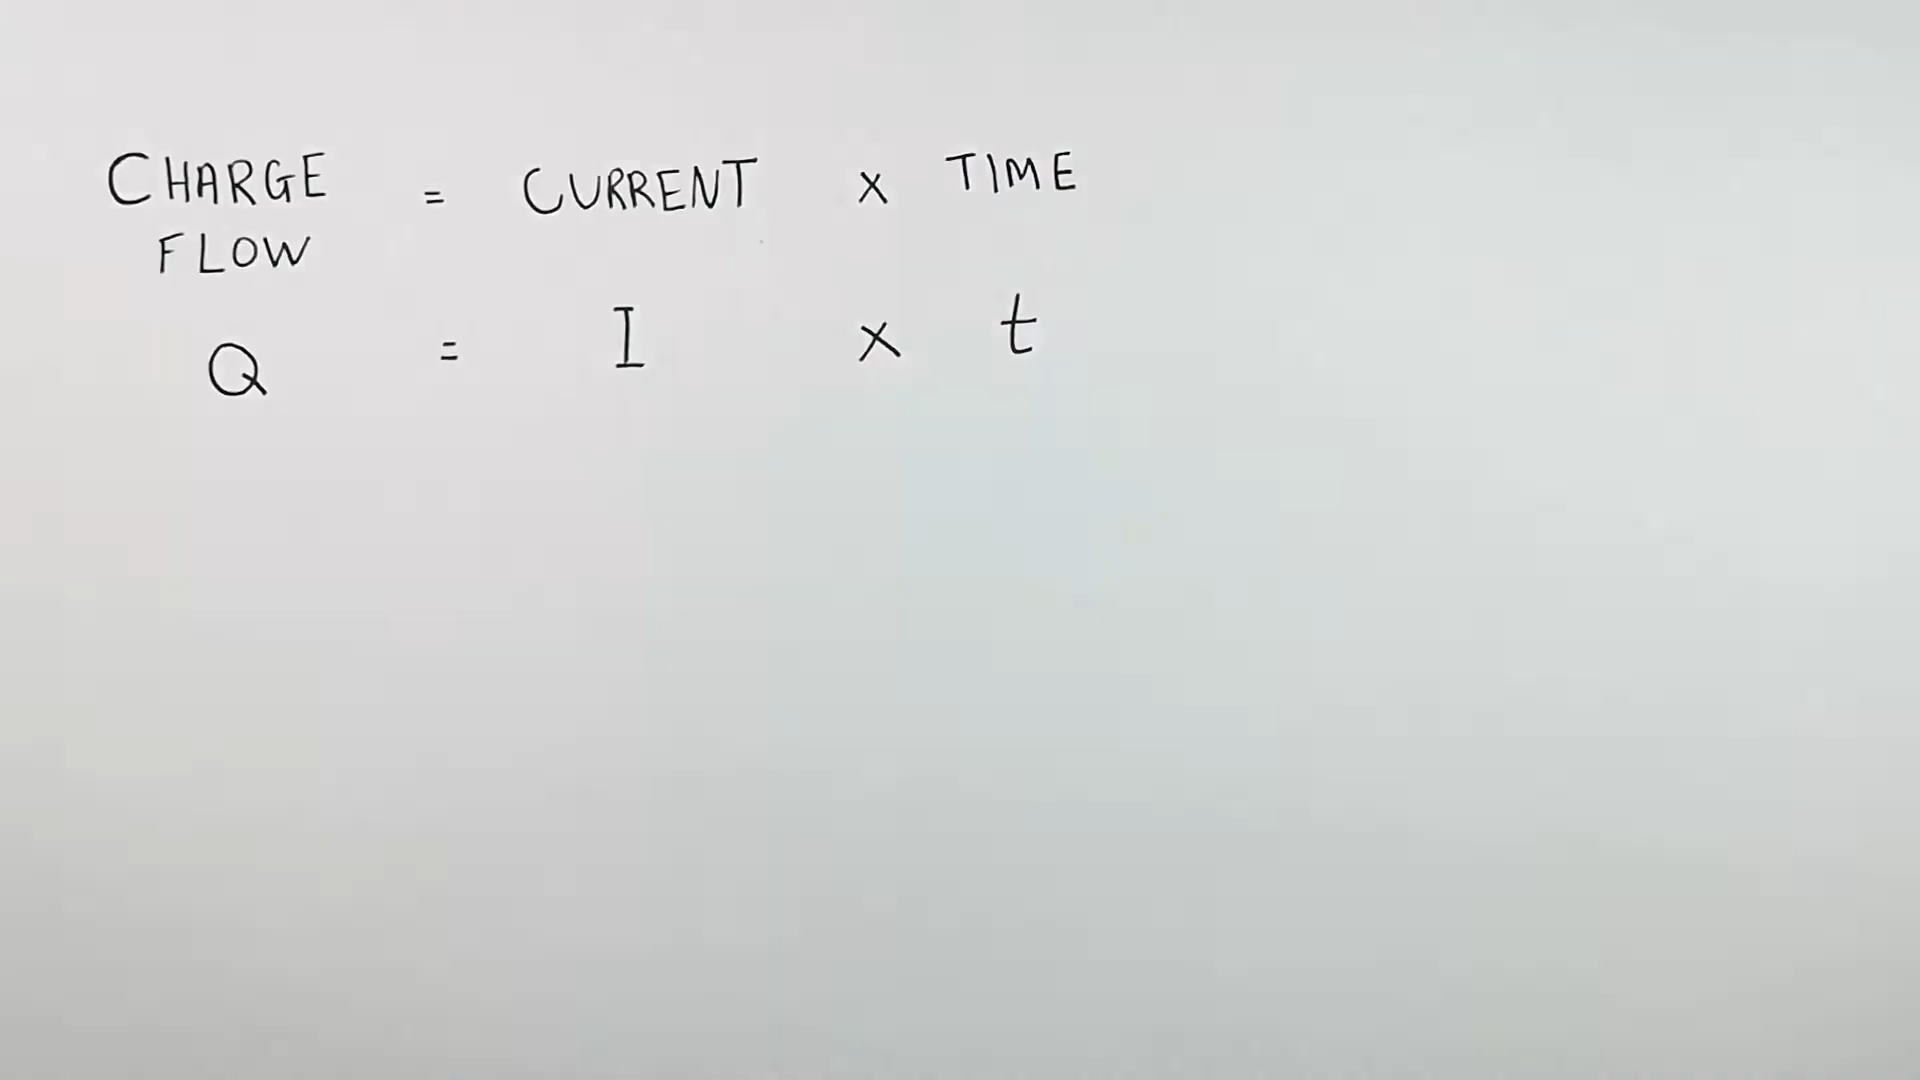 CHARGE = CURRENT X TIME
FLOW
Q = I X t